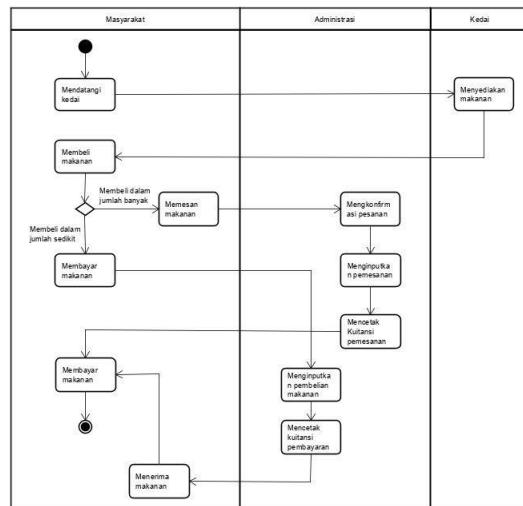 Masyarakat
Administrasi
Kedai
Mendatangi
kedai
Menyediakan
makanan
Membeli
makanan
Membeli dalam
jumlah banyak
Memesan
makanan
Mengkonfirm
asi pesanan
Membeli dalam
jumlah sedikit
Membayar
makanan
Menginputka
n pemesanan
Mencetak
Kuitansi
pemesanan
Membayar
makanan
Menginputka
n pembelian
makanan
Mencetak
kuitansi
pembayaran
Menerima
makanan